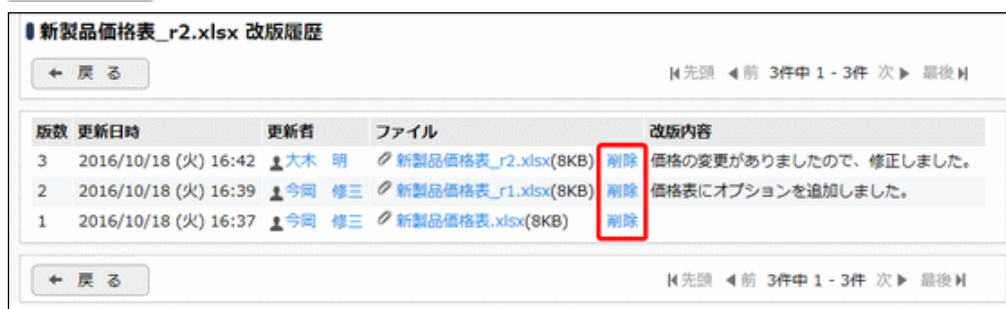 新製品価格表_r2.xlsx 改版履歴
戻る 先頭 前 3件中 1 - 3件 次 最後
版数 更新日時 更新者 ファイル 改版内容
3 2016/10/18 (火) 16:42 大木 明 新製品価格表_r2.xlsx(8KB) 削除 価格の変更がありましたので、修正しました。
2 2016/10/18 (火) 16:39 今岡 修三 新製品価格表_r1.xlsx(8KB) 削除 価格表にオプションを追加しました。
1 2016/10/18 (火) 16:37 今岡 修三 新製品価格表.xlsx(8KB) 削除
戻る 先頭 前 3件中 1 - 3件 次 最後